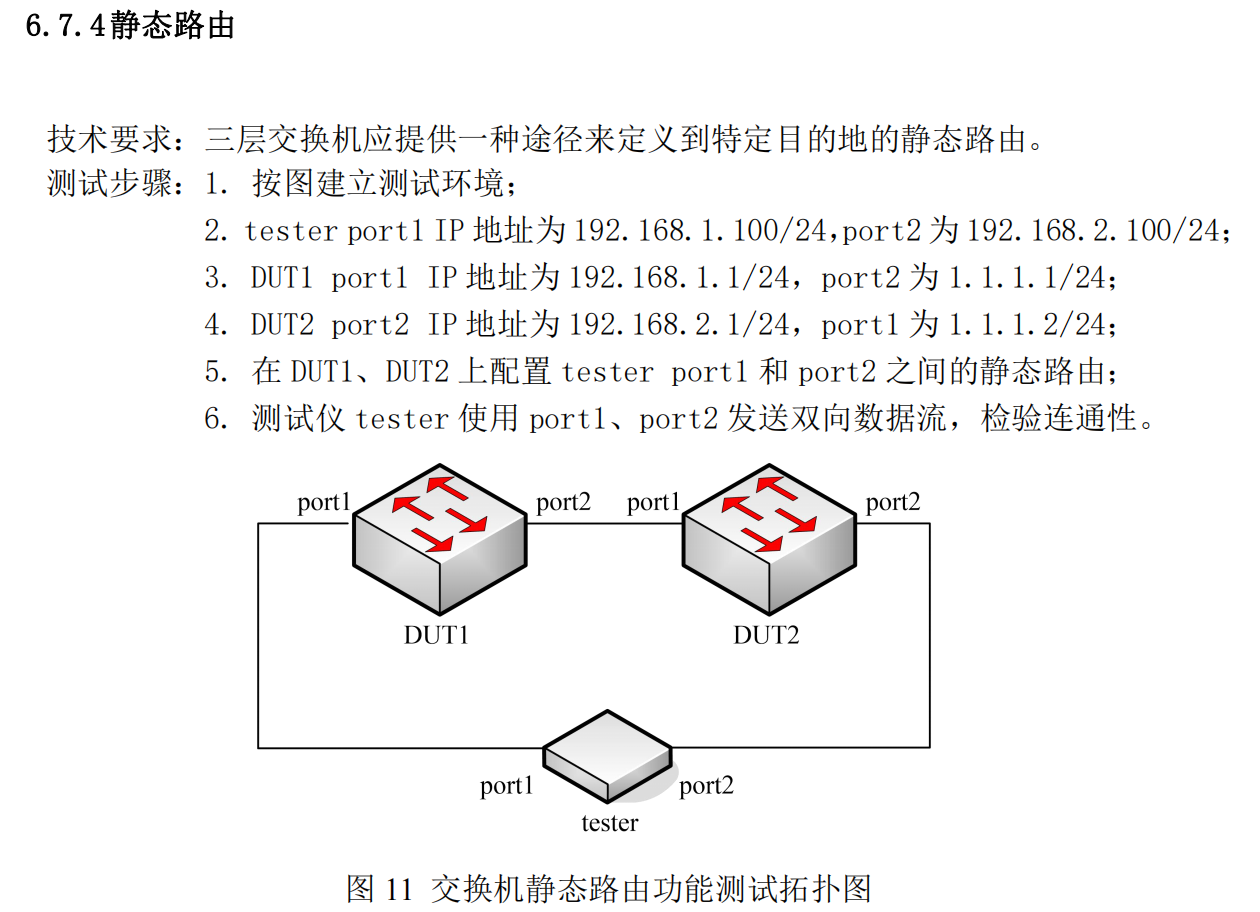 6.7.4静态路由
技术要求：三层交换机应提供一种途径来定义到特定目的地的静态路由。
测试步骤：1. 按图建立测试环境；
2. tester port1 IP 地址为 192.168.1.100/24,port2 为 192.168.2.100/24；
3. DUT1 port1 IP 地址为 192.168.1.1/24，port2 为 1.1.1.1/24；
4. DUT2 port2 IP 地址为 192.168.2.1/24，port1 为 1.1.1.2/24；
5. 在 DUT1、DUT2 上配置 tester port1 和 port2 之间的静态路由；
6. 测试仪 tester 使用 port1、port2 发送双向数据流，检验连通性。
port1 port2 port1 port2
DUT1 DUT2
port1 port2
tester
图 11 交换机静态路由功能测试拓扑图